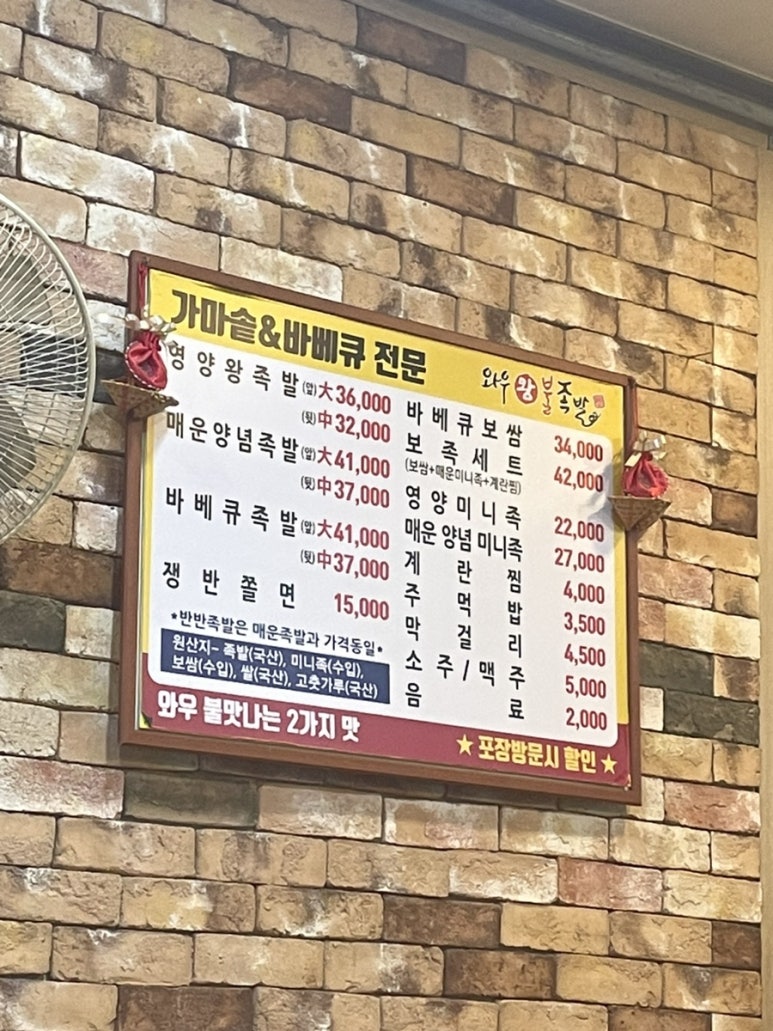 가마솥&바베큐 전문
와우 왕 불족발
영양왕족발 (앞)大36,000
(뒷)中32,000
매운양념족발 (앞)大41,000
(뒷)中37,000
바베큐족발 (앞)大41,000
(뒷)中37,000
쟁반쫄면 15,000
*반반족발은 매운족발과 가격동일*
원산지- 족발(국산), 미니족(수입),
보쌈(수입), 쌀(국산), 고춧가루(국산)
바베큐보쌈 34,000
보족세트 42,000
(보쌈+매운미니족+계란찜)
영양미니족 22,000
매운 양념 미니족 27,000
계란찜 4,000
주먹밥 3,500
막걸리 4,500
소주/맥주 5,000
음료 2,000
와우 불맛나는 2가지 맛
★ 포장방문시 할인 ★